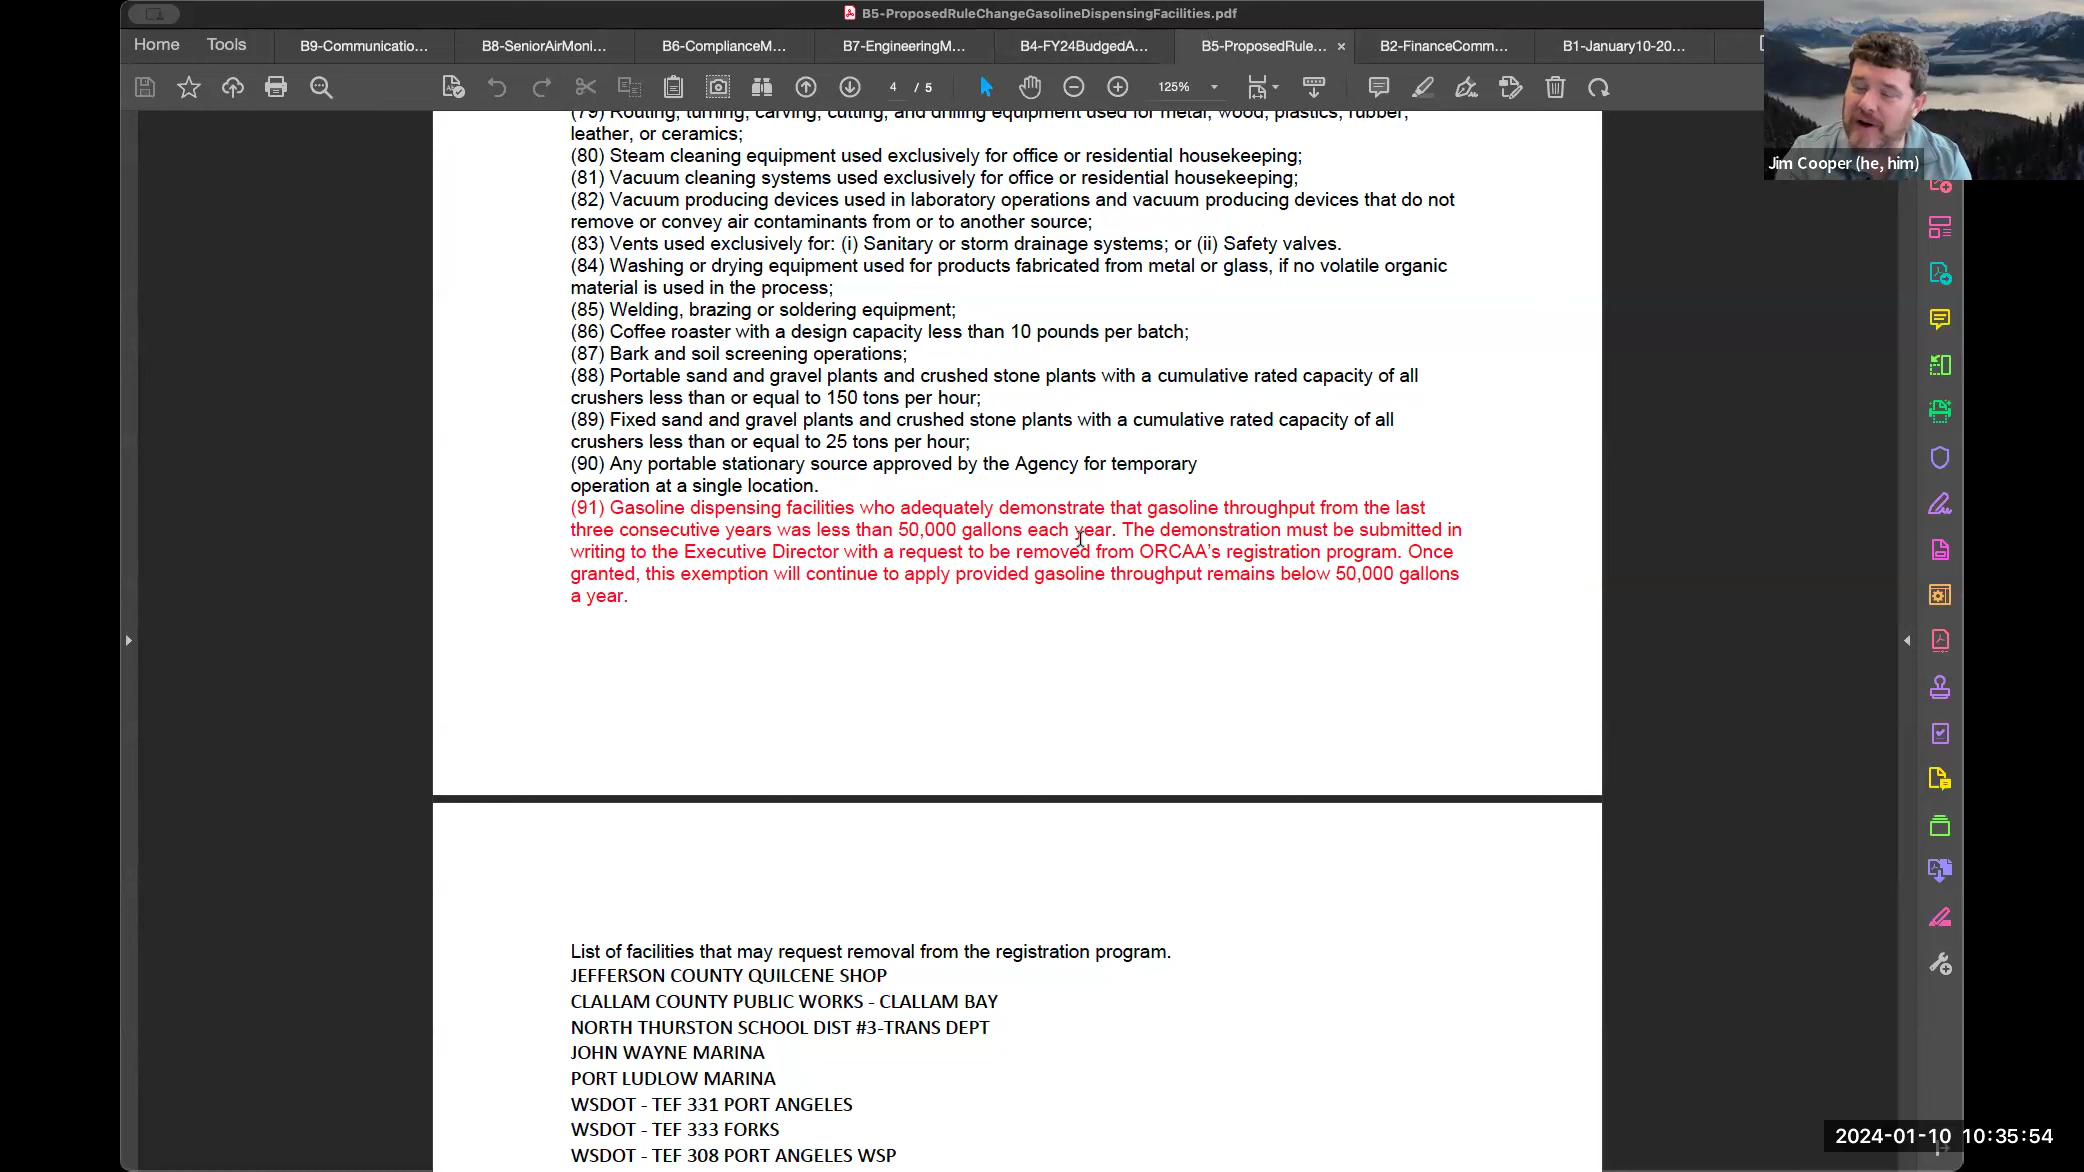 B5-ProposedRuleChangeGasolineDispensingFacilities.pdf
Home
Tools
B9-Communicatio...
B8-SeniorAirMoni...
B6-ComplianceM...
B7-EngineeringM...
B4-FY24BudgedA...
B5-ProposedRule... ×
B2-FinanceComm...
B1-January10-20...
4 / 5
125%
Jim Cooper (he, him)
(79) Routing, turning, carving, cutting, and drilling equipment used for metal, wood, plastics, rubber,
leather, or ceramics;
(80) Steam cleaning equipment used exclusively for office or residential housekeeping;
(81) Vacuum cleaning systems used exclusively for office or residential housekeeping;
(82) Vacuum producing devices used in laboratory operations and vacuum producing devices that do not
remove or convey air contaminants from or to another source;
(83) Vents used exclusively for: (i) Sanitary or storm drainage systems; or (ii) Safety valves.
(84) Washing or drying equipment used for products fabricated from metal or glass, if no volatile organic
material is used in the process;
(85) Welding, brazing or soldering equipment;
(86) Coffee roaster with a design capacity less than 10 pounds per batch;
(87) Bark and soil screening operations;
(88) Portable sand and gravel plants and crushed stone plants with a cumulative rated capacity of all
crushers less than or equal to 150 tons per hour;
(89) Fixed sand and gravel plants and crushed stone plants with a cumulative rated capacity of all
crushers less than or equal to 25 tons per hour;
(90) Any portable stationary source approved by the Agency for temporary
operation at a single location.
(91) Gasoline dispensing facilities who adequately demonstrate that gasoline throughput from the last
three consecutive years was less than 50,000 gallons each year. The demonstration must be submitted in
writing to the Executive Director with a request to be removed from ORCAA's registration program. Once
granted, this exemption will continue to apply provided gasoline throughput remains below 50,000 gallons
a year.
List of facilities that may request removal from the registration program.
JEFFERSON COUNTY QUILCENE SHOP
CLALLAM COUNTY PUBLIC WORKS - CLALLAM BAY
NORTH THURSTON SCHOOL DIST #3-TRANS DEPT
JOHN WAYNE MARINA
PORT LUDLOW MARINA
WSDOT - TEF 331 PORT ANGELES
WSDOT - TEF 333 FORKS
WSDOT - TEF 308 PORT ANGELES WSP
2024-01-10 10:35:54